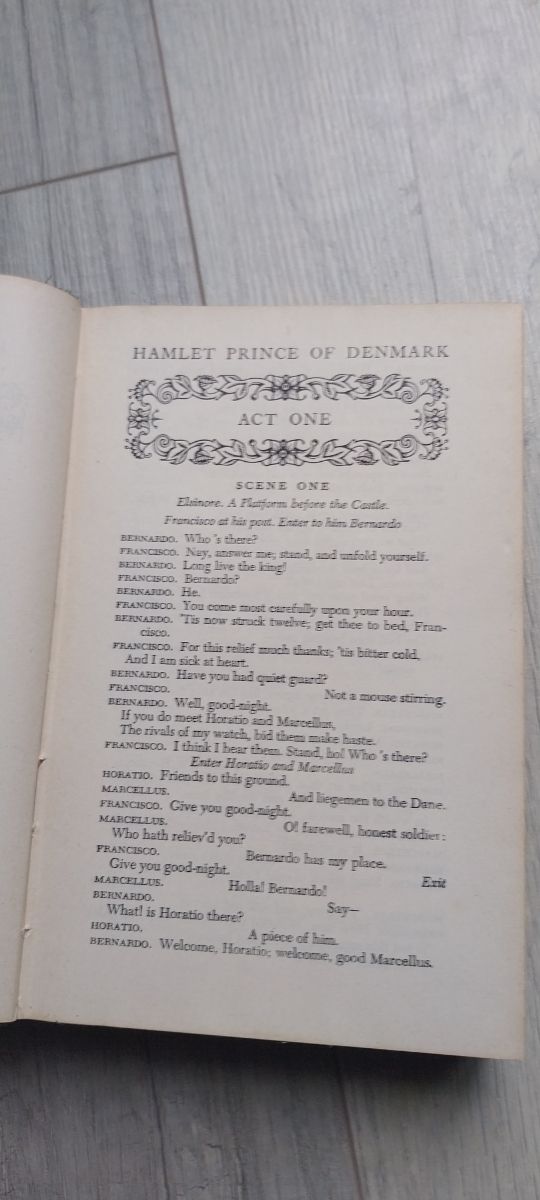 HAMLET PRINCE OF DENMARK
ACT ONE
SCENE ONE
Elsinore. A Platform before the Castle.
Francisco at his post. Enter to him Bernardo
BERNARDO. Who 's there?
FRANCISCO. Nay, answer me; stand, and unfold yourself.
BERNARDO. Long live the king!
FRANCISCO. Bernardo?
BERNARDO. He.
FRANCISCO. You come most carefully upon your hour.
BERNARDO. 'Tis now struck twelve; get thee to bed, Fran-
cisco.
FRANCISCO. For this relief much thanks; 'tis bitter cold,
And I am sick at heart.
BERNARDO. Have you had quiet guard?
FRANCISCO. Not a mouse stirring.
BERNARDO. Well, good-night.
If you do meet Horatio and Marcellus,
The rivals of my watch, bid them make haste.
FRANCISCO. I think I hear them. Stand, ho! Who 's there?
Enter Horatio and Marcellus
HORATIO. Friends to this ground.
MARCELLUS. And liegemen to the Dane.
FRANCISCO. Give you good-night.
MARCELLUS. O! farewell, honest soldier:
Who hath reliev'd you?
FRANCISCO. Bernardo has my place.
Give you good-night. Exit
MARCELLUS. Holla! Bernardo!
BERNARDO. Say—
What! is Horatio there?
HORATIO. A piece of him.
BERNARDO. Welcome, Horatio; welcome, good Marcellus.